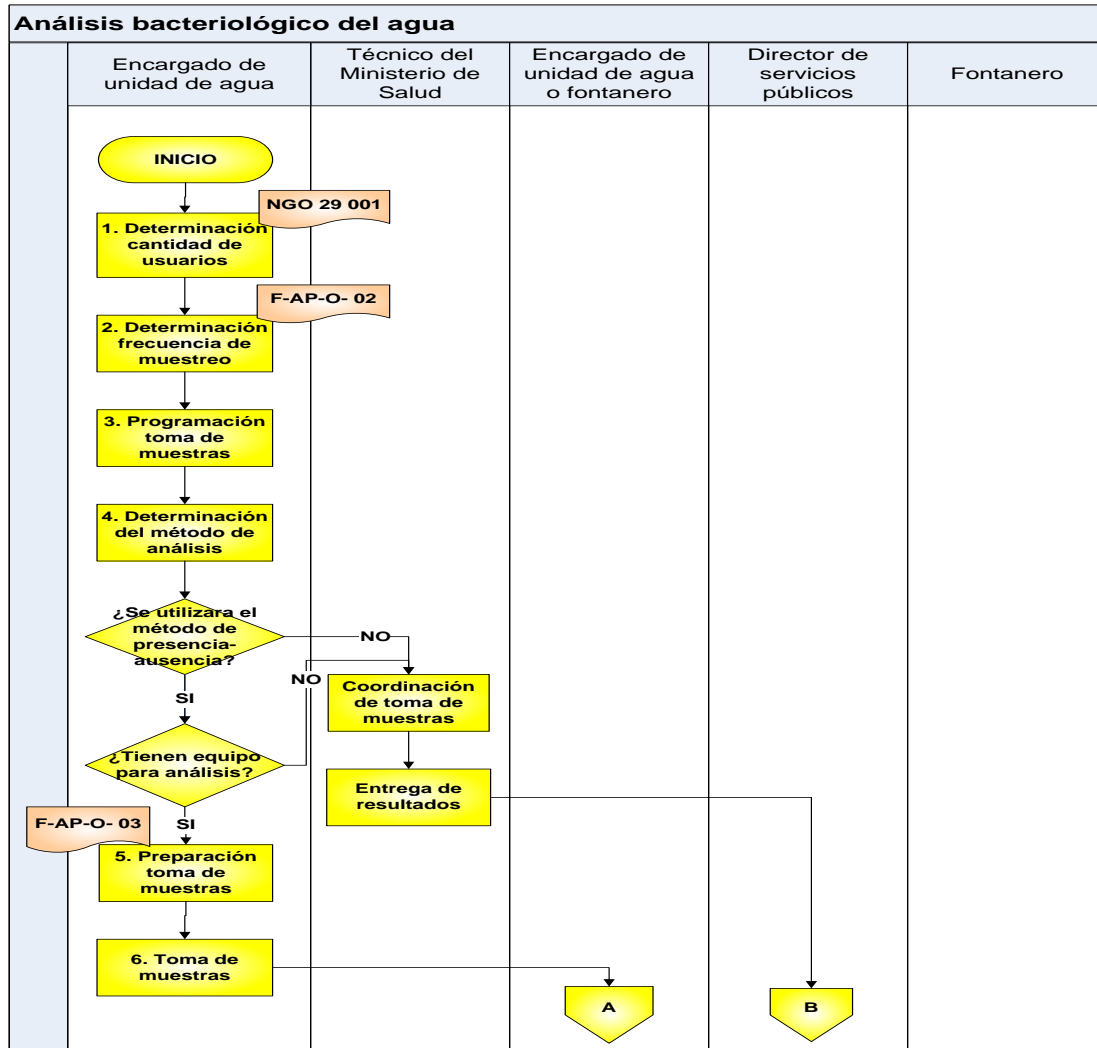 Análisis bacteriológico del agua
Encargado de
unidad de agua
Técnico del
Ministerio de
Salud
Encargado de
unidad de agua
o fontanero
Director de
servicios
públicos
Fontanero
INICIO
NGO 29 001
1. Determinación
cantidad de
usuarios
F-AP-O- 02
2. Determinación
frecuencia de
muestreo
3. Programación
toma de
muestras
4. Determinación
del método de
análisis
¿Se utilizara el
método de
presencia-
ausencia?
NO
NO
SI
Coordinación
de toma de
muestras
¿Tienen equipo
para análisis?
Entrega de
resultados
F-AP-O- 03
SI
5. Preparación
toma de
muestras
6. Toma de
muestras
A
B